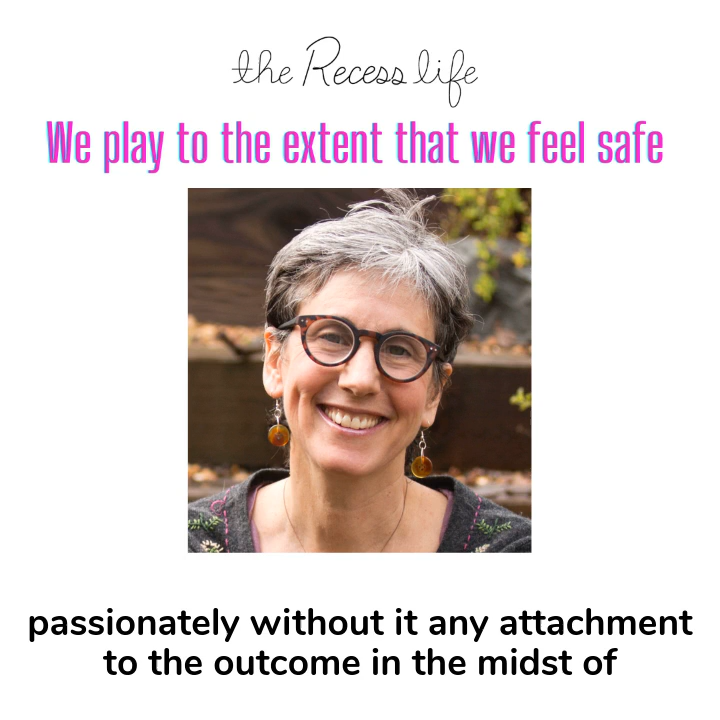 the Recess life
We play to the extent that we feel safe
passionately without it any attachment
to the outcome in the midst of